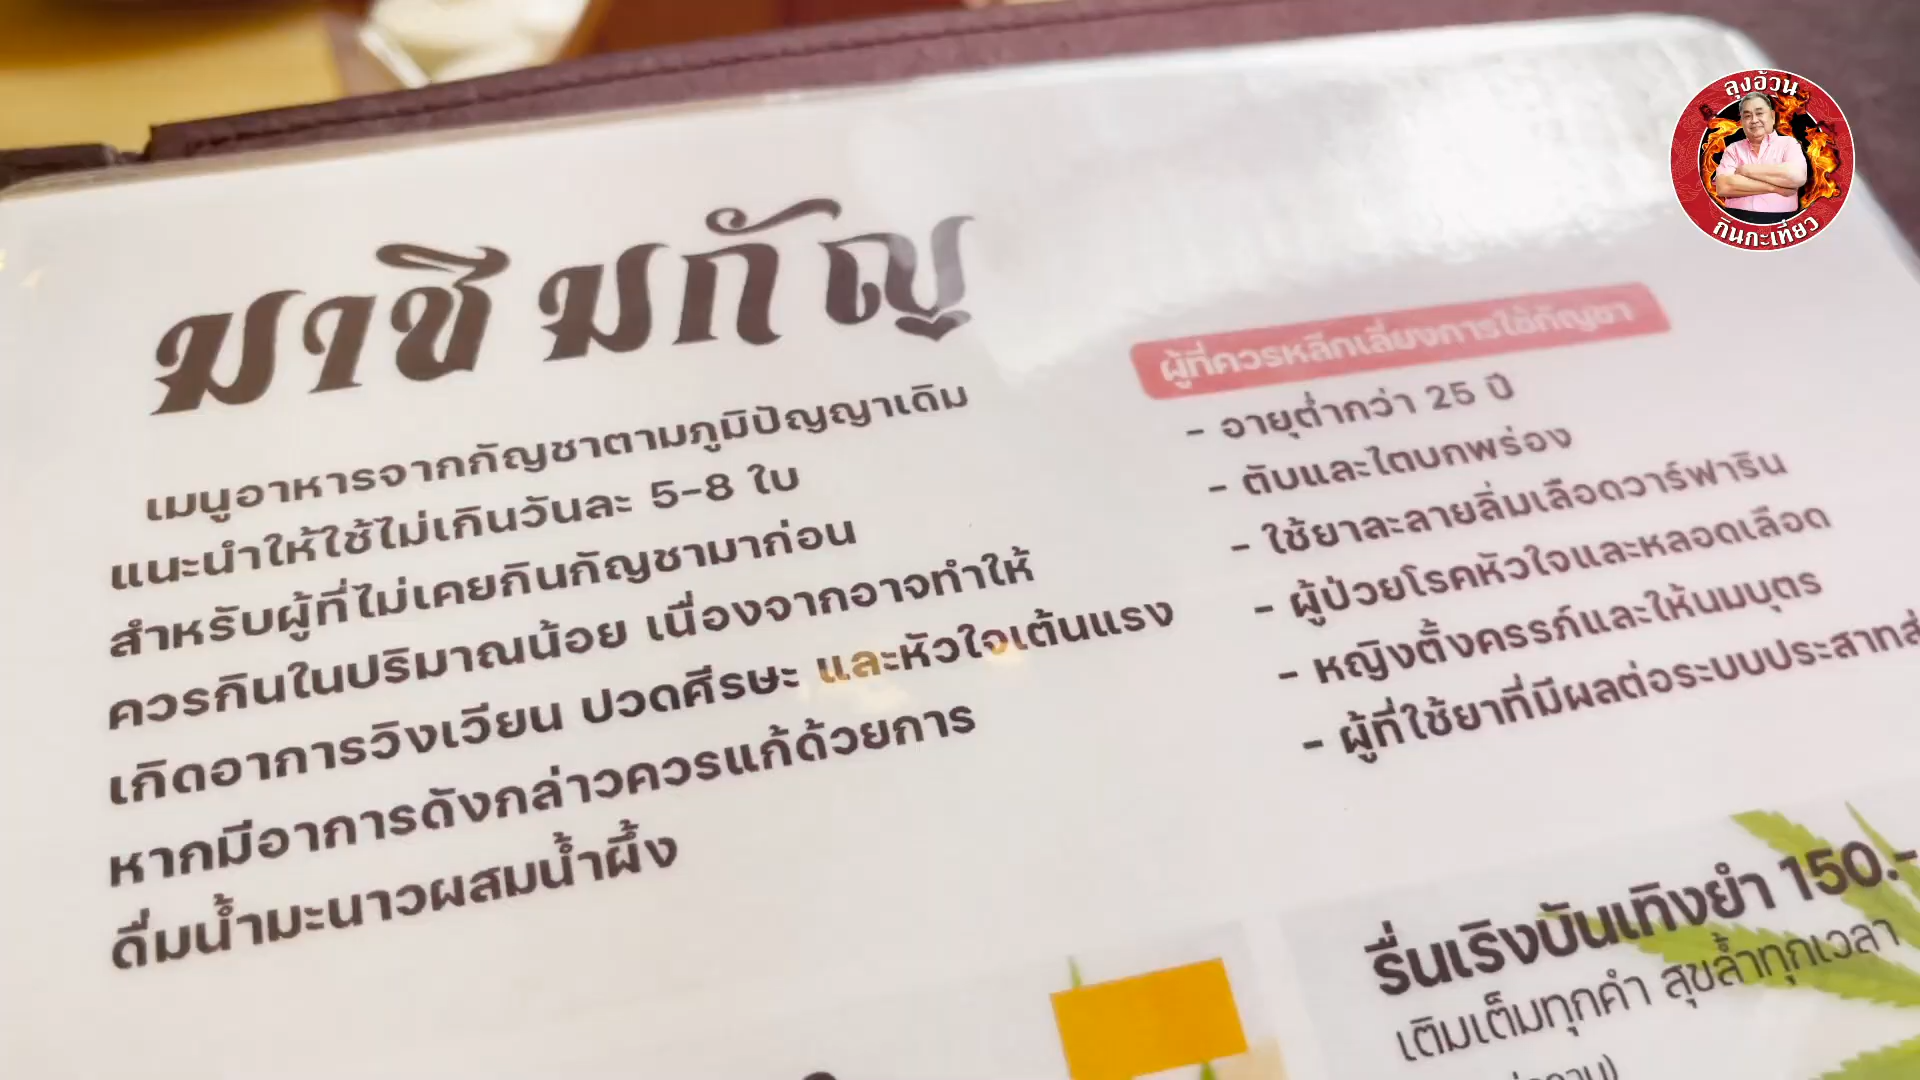 ลุงอ้วน
กินกะเที่ยว
มาชิมกัญ
เมนูอาหารจากกัญชาตามภูมิปัญญาเดิม
แนะนำให้ใช้ไม่เกินวันละ 5-8 ใบ
สำหรับผู้ที่ไม่เคยกินกัญชามาก่อน
ควรกินในปริมาณน้อย เนื่องจากอาจทำให้
เกิดอาการวิงเวียน ปวดศีรษะ และหัวใจเต้นแรง
หากมีอาการดังกล่าวควรแก้ด้วยการ
ดื่มน้ำมะนาวผสมน้ำผึ้ง
ผู้ที่ควรหลีกเลี่ยงการใช้กัญชา
- อายุต่ำกว่า 25 ปี
- ตับและไตบกพร่อง
- ใช้ยาละลายลิ่มเลือดวาร์ฟาริน
- ผู้ป่วยโรคหัวใจและหลอดเลือด
- หญิงตั้งครรภ์และให้นมบุตร
- ผู้ที่ใช้ยาที่มีผลต่อระบบประสาท
รื่นเริงบันเทิงยำ 150.-
เติมเต็มทุกคำ สุขล้ำทุกเวลา